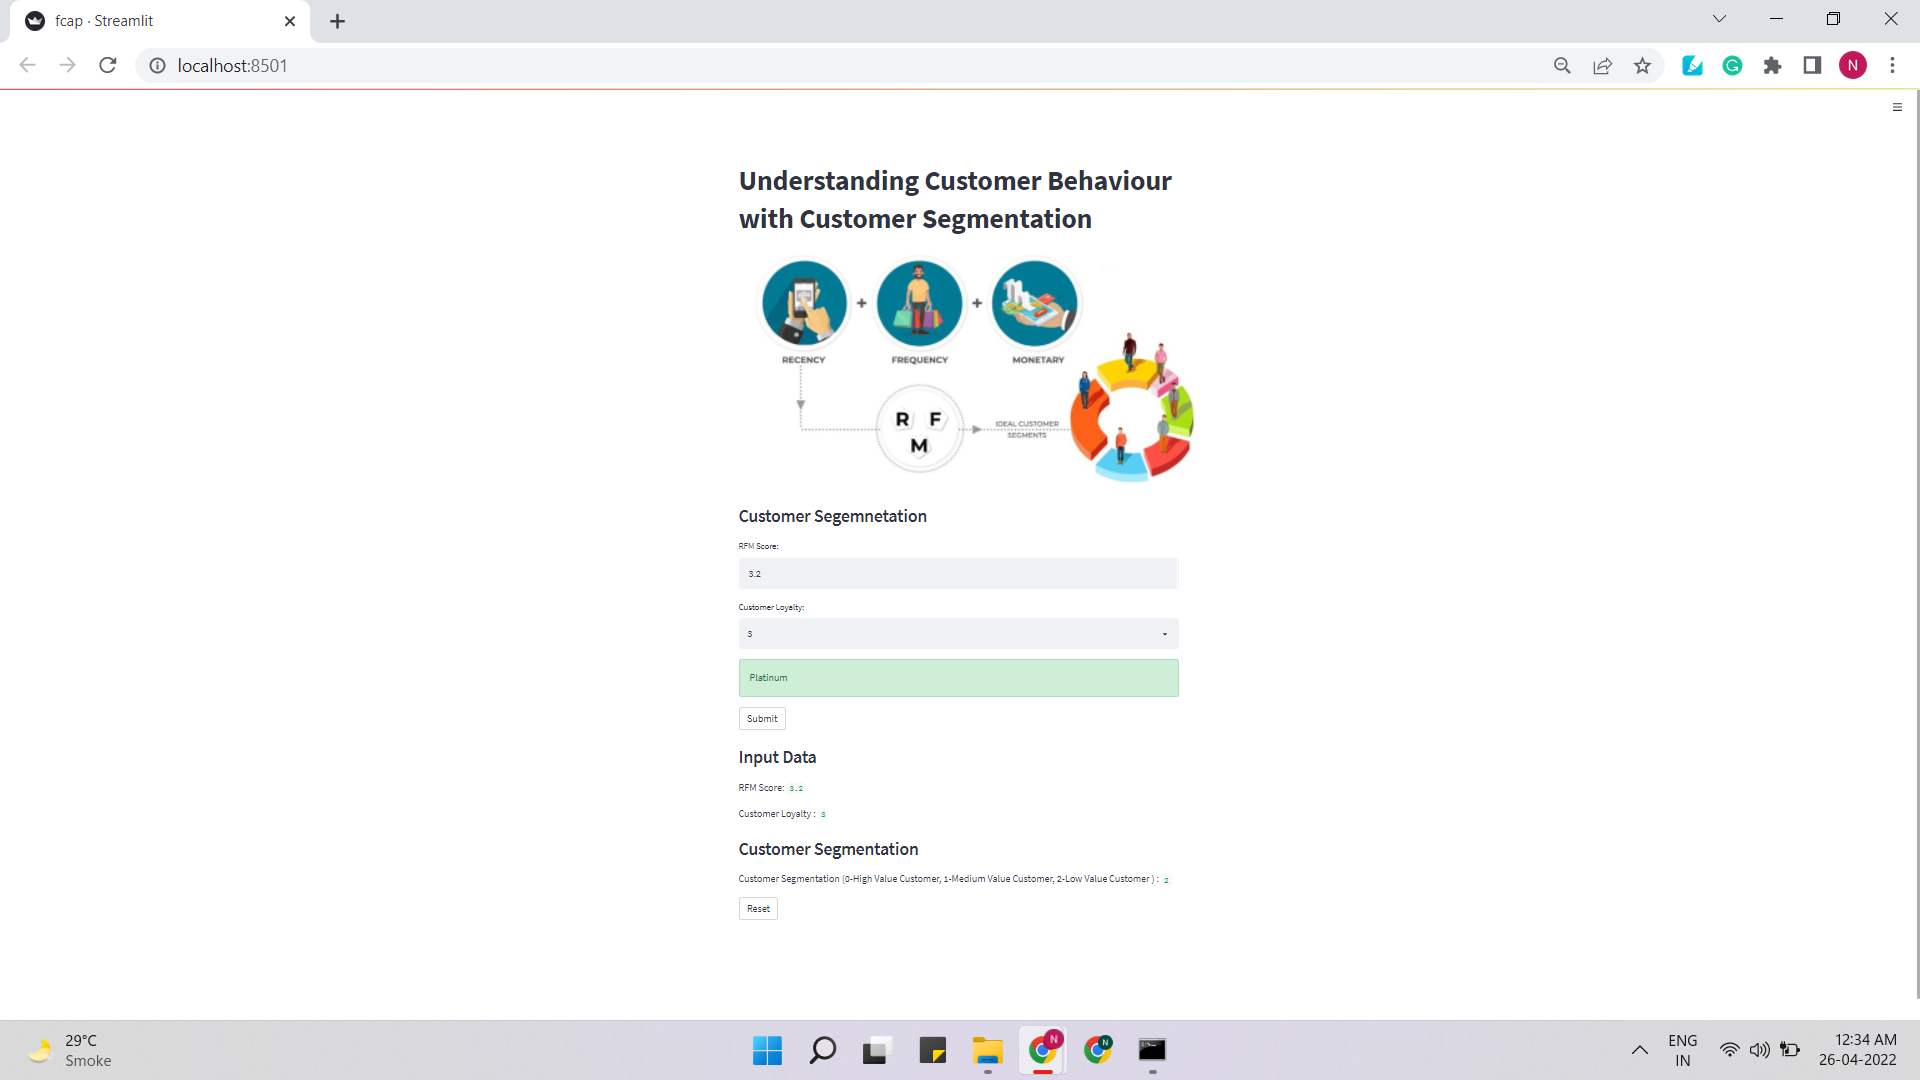 fcap · Streamlit
localhost:8501
N
Understanding Customer Behaviour
with Customer Segmentation
RECENCY
FREQUENCY
MONETARY
R F
M
IDEAL CUSTOMER
SEGMENTS
Customer Segemnetation
RFM Score:
3.2
Customer Loyalty:
3
Platinum
Submit
Input Data
RFM Score: 3.2
Customer Loyalty : 3
Customer Segmentation
Customer Segmentation (0-High Value Customer, 1-Medium Value Customer, 2-Low Value Customer ) : 2
Reset
29°C
Smoke
N
N
ENG
IN
12:34 AM
26-04-2022